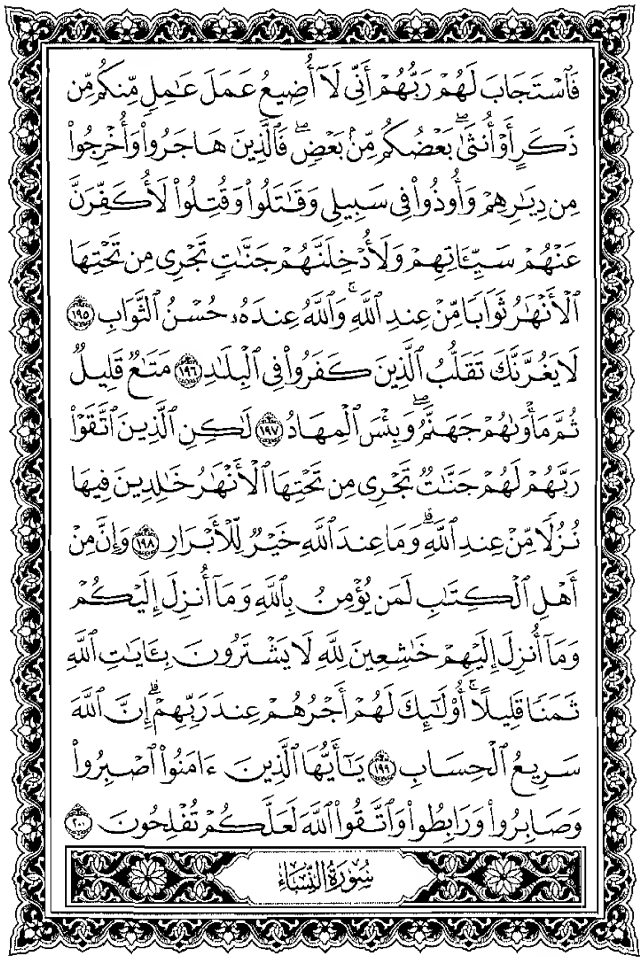 فَٱسْتَجَابَ لَهُمْ رَبُّهُمْ أَنِّي لَآ أُضِيعُ عَمَلَ عَـٰمِلٍ مِّنكُم مِّن
ذَكَرٍ أَوْ أُنثَىٰ ۖ بَعْضُكُم مِّنۢ بَعْضٍ ۖ فَٱلَّذِينَ هَاجَرُوا۟ وَأُخْرِجُوا۟
مِن دِيَـٰرِهِمْ وَأُوذُوا۟ فِي سَبِيلِي وَقَـٰتَلُوا۟ وَقُتِلُوا۟ لَأُكَفِّرَنَّ
عَنْهُمْ سَيِّـَٔاتِهِمْ وَلَأُدْخِلَنَّهُمْ جَنَّـٰتٍ تَجْرِي مِن تَحْتِهَا
ٱلْأَنْهَـٰرُ ثَوَابًا مِّنْ عِندِ ٱللَّهِ ۗ وَٱللَّهُ عِندَهُۥ حُسْنُ ٱلثَّوَابِ ١٩٥
لَا يَغُرَّنَّكَ تَقَلُّبُ ٱلَّذِينَ كَفَرُوا۟ فِي ٱلْبِلَـٰدِ ١٩٦ مَتَـٰعٌ قَلِيلٌ
ثُمَّ مَأْوَىٰهُمْ جَهَنَّمُ ۚ وَبِئْسَ ٱلْمِهَادُ ١٩٧ لَـٰكِنِ ٱلَّذِينَ ٱتَّقَوْا۟
رَبَّهُمْ لَهُمْ جَنَّـٰتٌ تَجْرِي مِن تَحْتِهَا ٱلْأَنْهَـٰرُ خَـٰلِدِينَ فِيهَا
نُزُلًا مِّنْ عِندِ ٱللَّهِ ۗ وَمَا عِندَ ٱللَّهِ خَيْرٌ لِّلْأَبْرَارِ ١٩٨ وَإِنَّ مِنْ
أَهْلِ ٱلْكِتَـٰبِ لَمَن يُؤْمِنُ بِٱللَّهِ وَمَآ أُنزِلَ إِلَيْكُمْ
وَمَآ أُنزِلَ إِلَيْهِمْ خَـٰشِعِينَ لِلَّهِ لَا يَشْتَرُونَ بِـَٔايَـٰتِ ٱللَّهِ
ثَمَنًا قَلِيلًا ۗ أُو۟لَـٰٓئِكَ لَهُمْ أَجْرُهُمْ عِندَ رَبِّهِمْ ۗ إِنَّ ٱللَّهَ
سَرِيعُ ٱلْحِسَابِ ١٩٩ يَـٰٓأَيُّهَا ٱلَّذِينَ ءَامَنُوا۟ ٱصْبِرُوا۟
وَصَابِرُوا۟ وَرَابِطُوا۟ وَٱتَّقُوا۟ ٱللَّهَ لَعَلَّكُمْ تُفْلِحُونَ ٢٠٠
سُورَةُ النِّسَاءِ